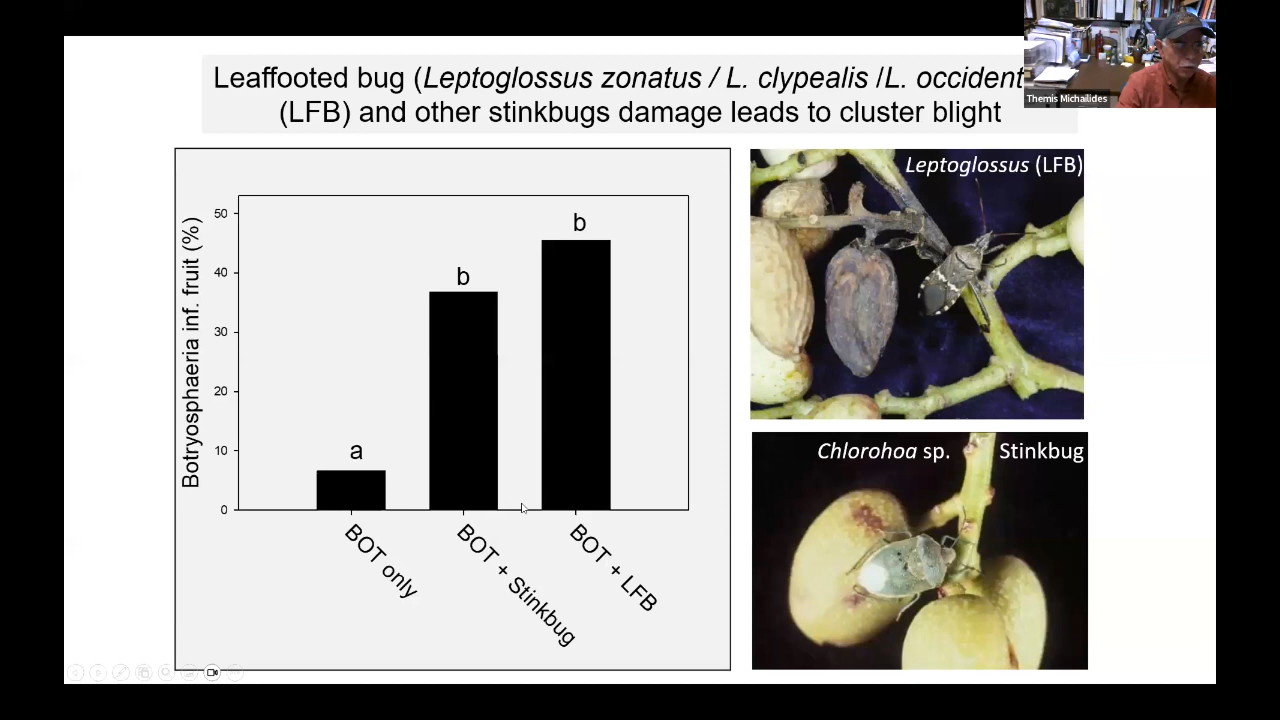 Leaffooted bug (Leptoglossus zonatus / L. clypealis /L. occident
(LFB) and other stinkbugs damage leads to cluster blight
Themis Michailides
Botryosphaeria inf. fruit (%)
50
40
30
20
10
0
a
b
b
BOT only
BOT + Stinkbug
BOT + LFB
Leptoglossus (LFB)
Chlorohoa sp. Stinkbug